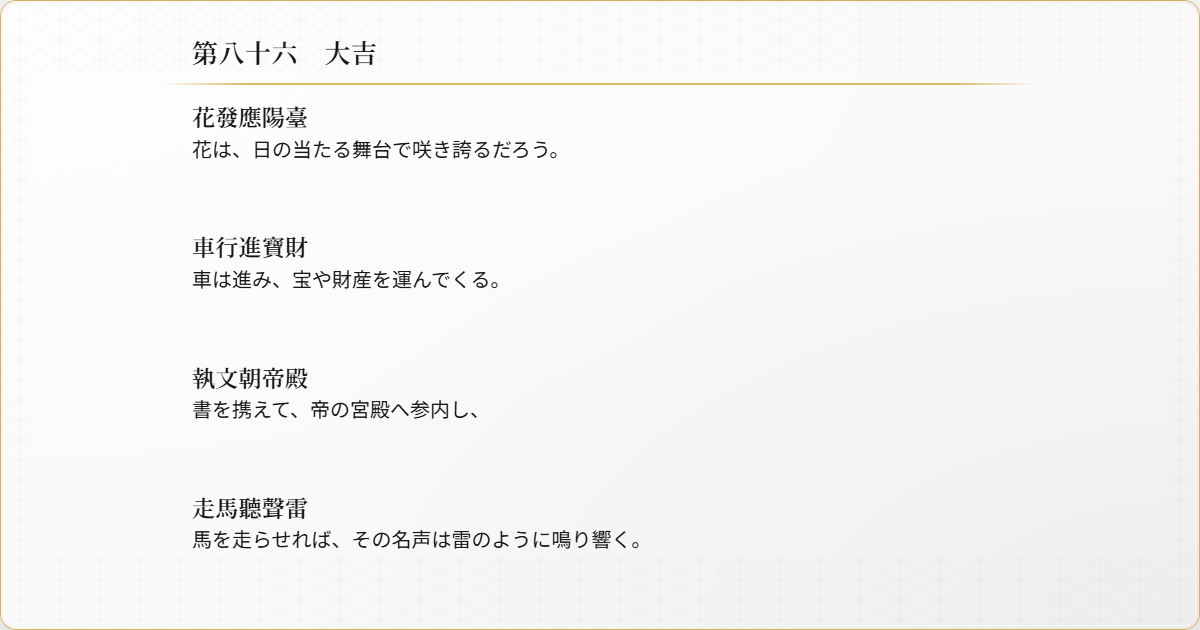 第八十六　大吉
花發應陽臺
花は、日の当たる舞台で咲き誇るだろう。
車行進寶財
車は進み、宝や財産を運んでくる。
執文朝帝殿
書を携えて、帝の宮殿へ参内し、
走馬聽聲雷
馬を走らせれば、その名声は雷のように鳴り響く。